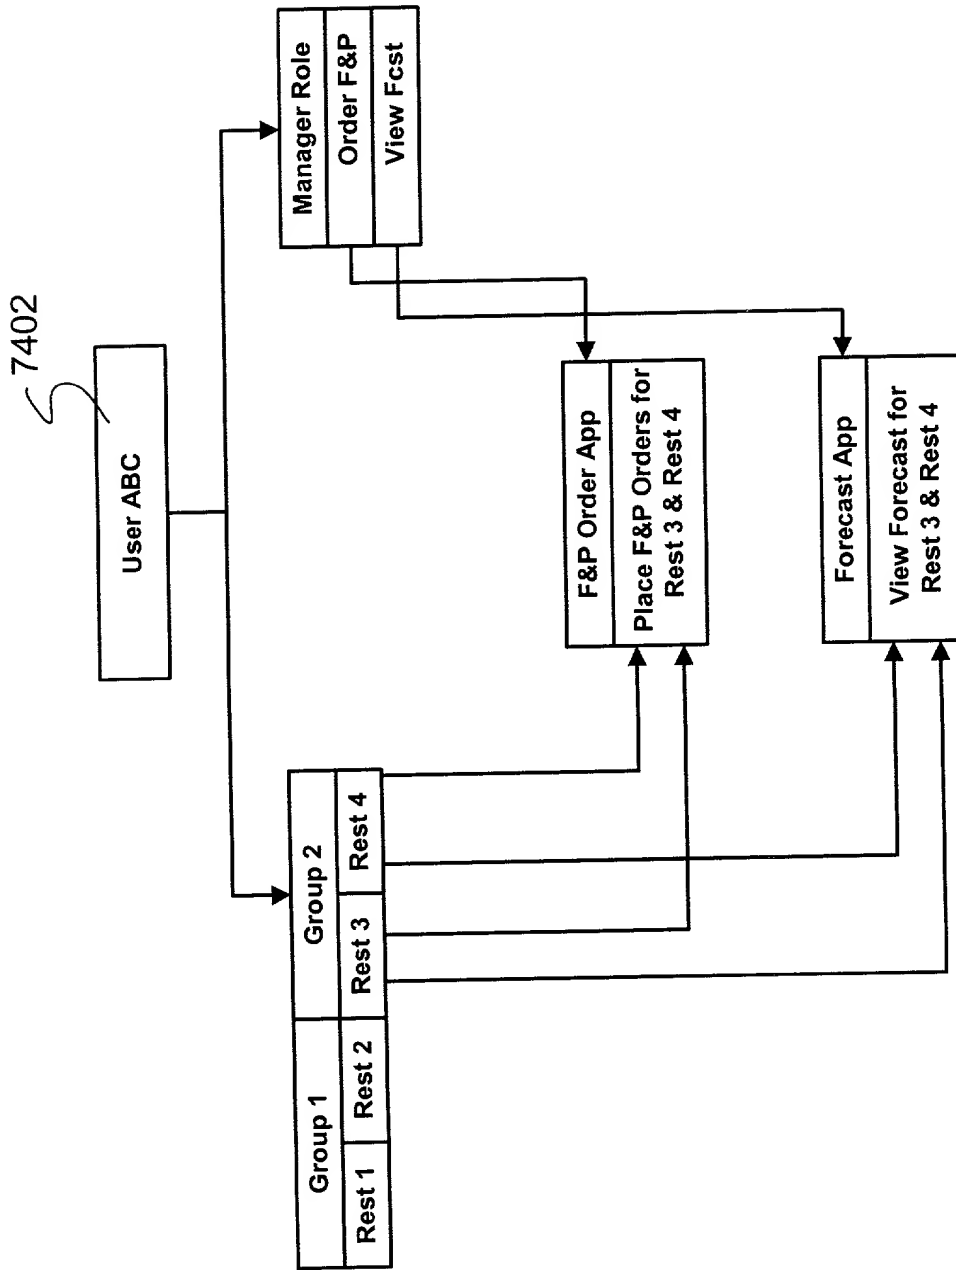 7402
User ABC
Group 1
Group 2
Rest 1
Rest 2
Rest 3
Rest 4
Manager Role
Order F&P
View Fcst
F&P Order App
Place F&P Orders for
Rest 3 & Rest 4
Forecast App
View Forecast for
Rest 3 & Rest 4